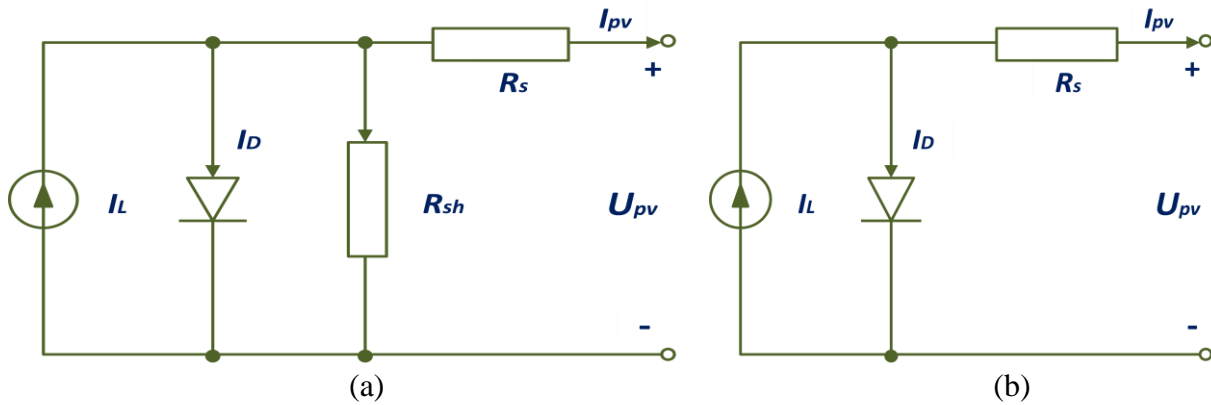 Ipv
+
Rs
ID
IL
Rsh
Upv
-
(a)
Ipv
+
Rs
ID
IL
Upv
-
(b)